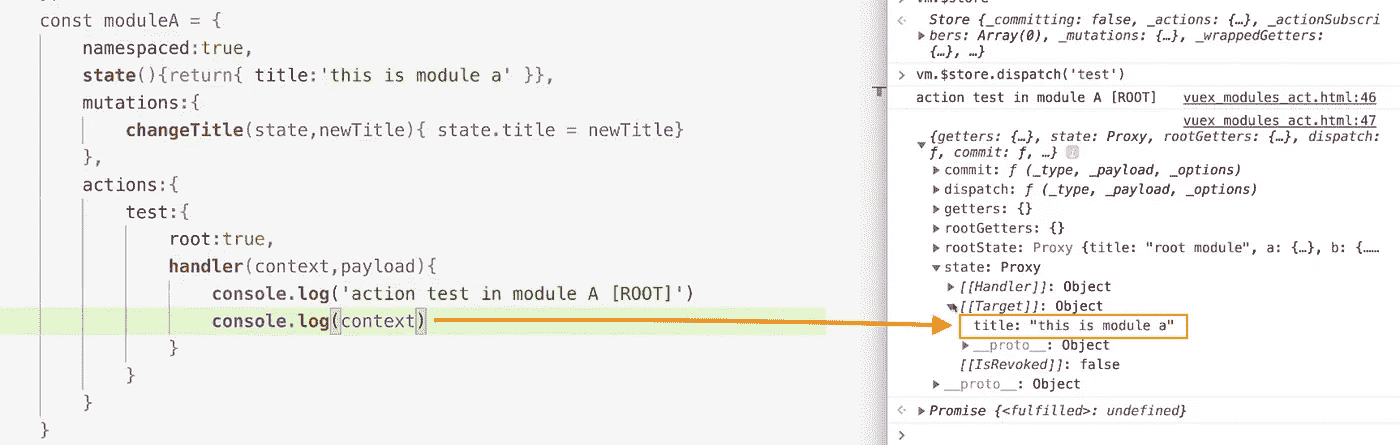 const moduleA = {
namespaced:true,
state(){return{ title:'this is module a' }},
mutations:{
changeTitle(state,newTitle){ state.title = newTitle}
},
actions:{
test:{
root:true,
handler(context,payload){
console.log('action test in module A [ROOT]')
console.log(context)
}
}
}
}
Store {_committing: false, _actions: {…}, _actionSubscri
bers: Array(0), _mutations: {…}, _wrappedGetters:
{…}, …}
> vm.$store.dispatch('test')
action test in module A [ROOT] vuex_modules_act.html:46
vuex_modules_act.html:47
{getters: {…}, state: Proxy, rootGetters: {…}, dispatch:
ƒ, commit: ƒ, …} i
▶commit: ƒ (_type, _payload, _options)
▶dispatch: ƒ (_type, _payload, _options)
▶getters: {}
▶rootGetters: {}
▶rootState: Proxy {title: "root module", a: {…}, b: {……
▼state: Proxy
▶[[Handler]]: Object
▼[[Target]]: Object
title: "this is module a"
▶__proto__: Object
[[IsRevoked]]: false
▶__proto__: Object
▶Promise {<fulfilled>: undefined}
>